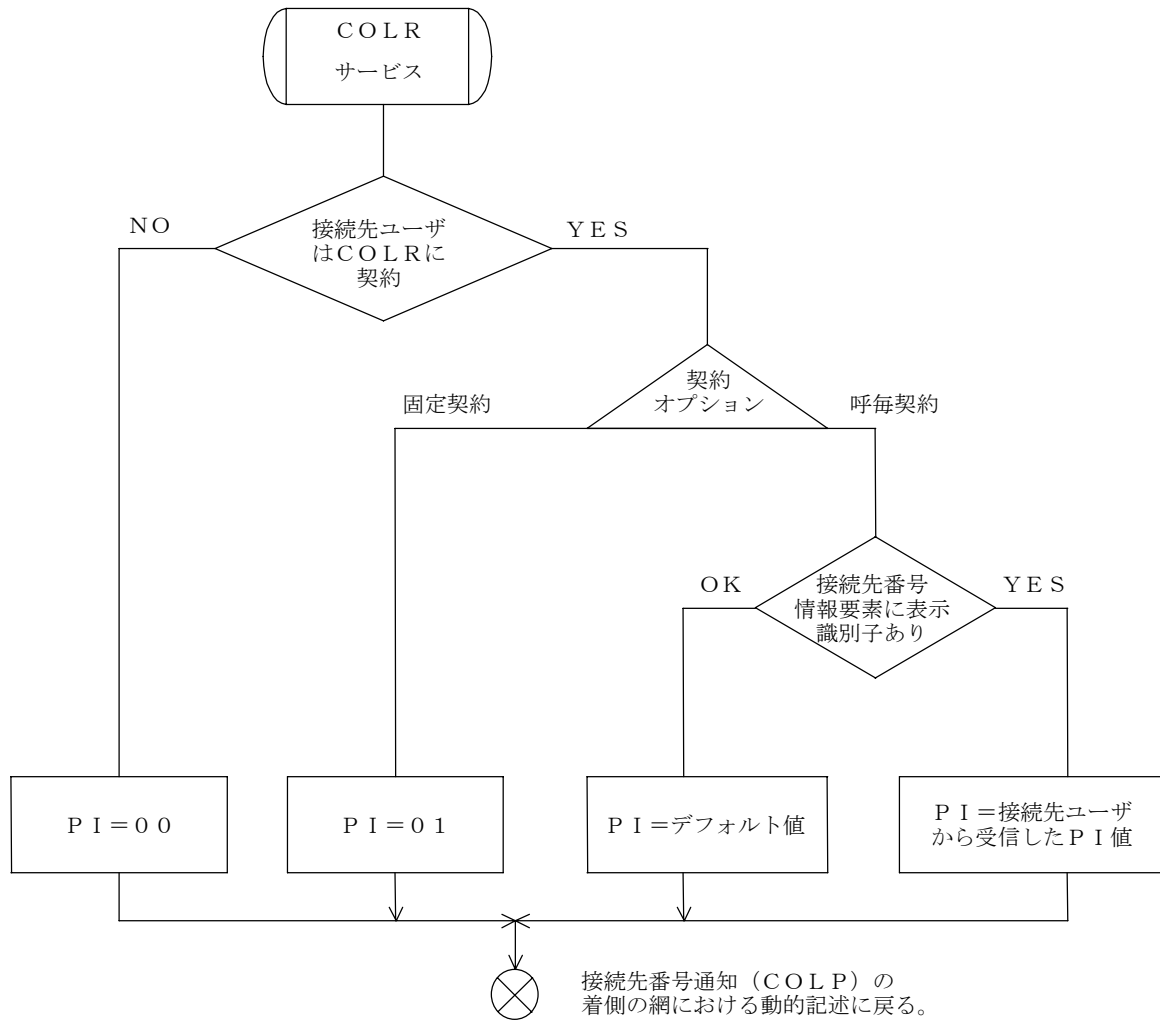 ＣＯＬＲ
サービス
ＮＯ
接続先ユーザ
はＣＯＬＲに
契約
ＹＥＳ
契約
オプション
固定契約
呼毎契約
ＯＫ
接続先番号
情報要素に表示
識別子あり
ＹＥＳ
ＰＩ＝００
ＰＩ＝０１
ＰＩ＝デフォルト値
ＰＩ＝接続先ユーザ
から受信したＰＩ値
接続先番号通知（ＣＯＬＰ）の
着側の網における動的記述に戻る。